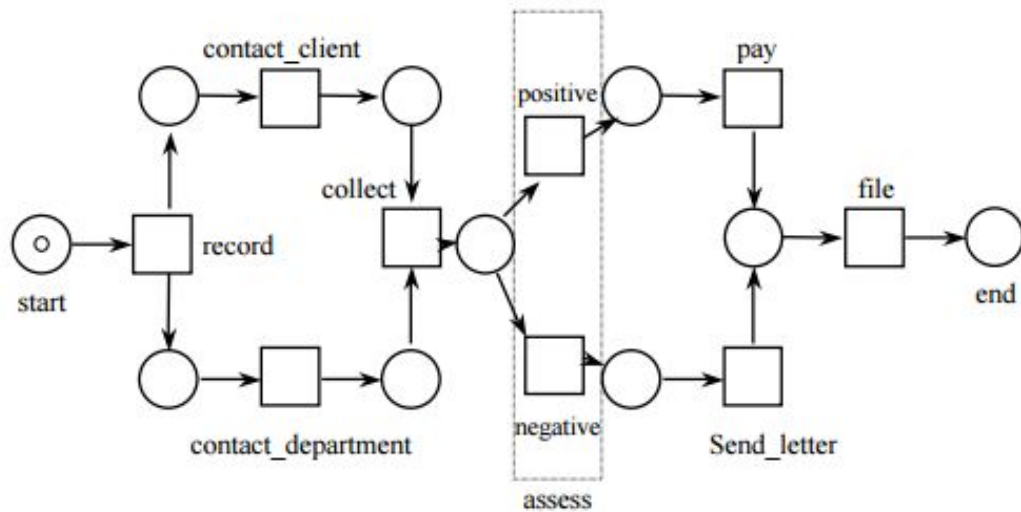 contact_client
pay
positive
collect
file
record
start
end
negative
contact_department
Send_letter
assess